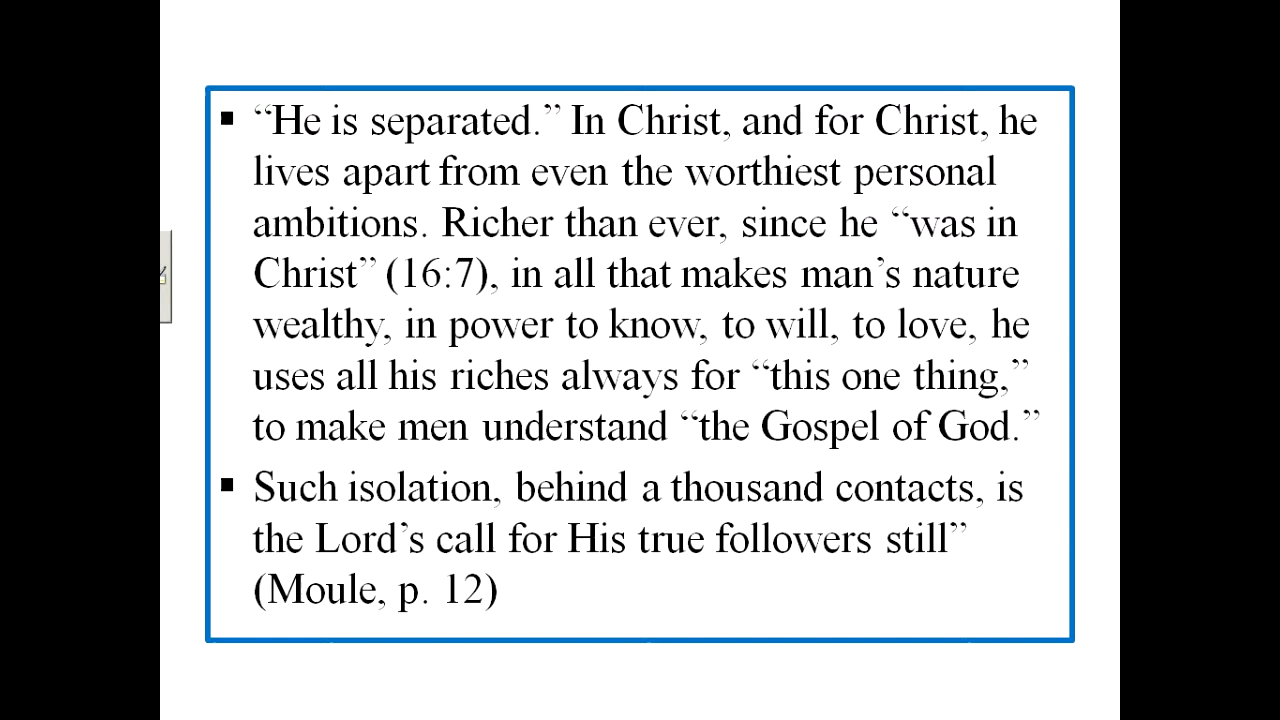 ▪ “He is separated.” In Christ, and for Christ, he
lives apart from even the worthiest personal
ambitions. Richer than ever, since he “was in
Christ” (16:7), in all that makes man’s nature
wealthy, in power to know, to will, to love, he
uses all his riches always for “this one thing,”
to make men understand “the Gospel of God.”
▪ Such isolation, behind a thousand contacts, is
the Lord’s call for His true followers still”
(Moule, p. 12)